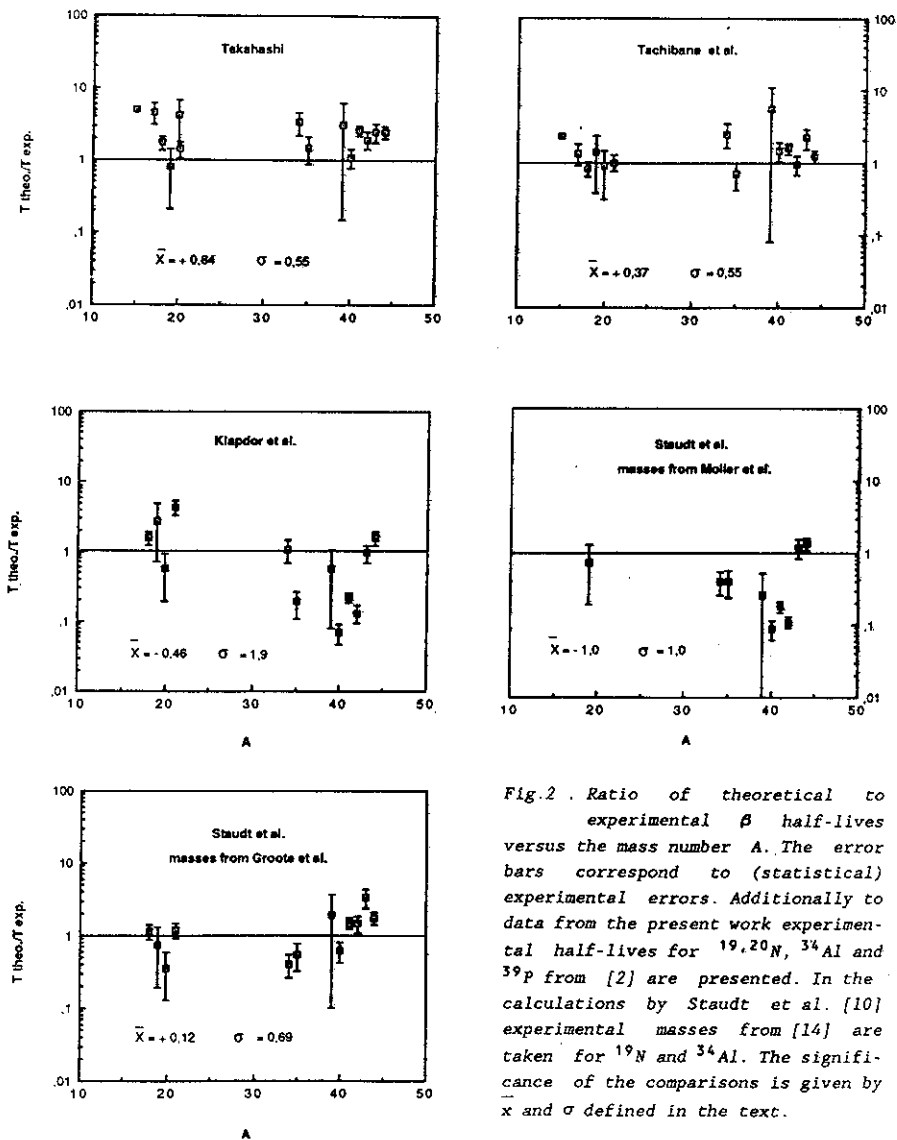 100
10
1
.1
.01
T theo./T exp.
Takahashi
X̄ = + 0,84 σ = 0,55
10 20 30 40 50
Tachibana et al.
X̄ = + 0,37 σ = 0,55
100
10
1
.1
.01
10 20 30 40 50
100
10
1
.1
.01
T theo./T exp.
Klapdor et al.
X̄ = - 0,46 σ = 1,9
10 20 30 40 50
A
Staudt et al.
masses from Moller et al.
X̄ = - 1,0 σ = 1,0
100
10
1
.1
.01
10 20 30 40 50
A
100
10
1
.1
.01
T theo./T exp.
Staudt et al.
masses from Groote et al.
X̄ = + 0,12 σ = 0,69
10 20 30 40 50
A
Fig.2 . Ratio of theoretical to
experimental β half-lives
versus the mass number A. The error
bars correspond to (statistical)
experimental errors. Additionally to
data from the present work experimen-
tal half-lives for ¹⁹,²⁰N, ³⁴Al and
³⁹P from [2] are presented. In the
calculations by Staudt et al. [10]
experimental masses from [14] are
taken for ¹⁹N and ³⁴Al. The signifi-
cance of the comparisons is given by
x̄ and σ defined in the text.